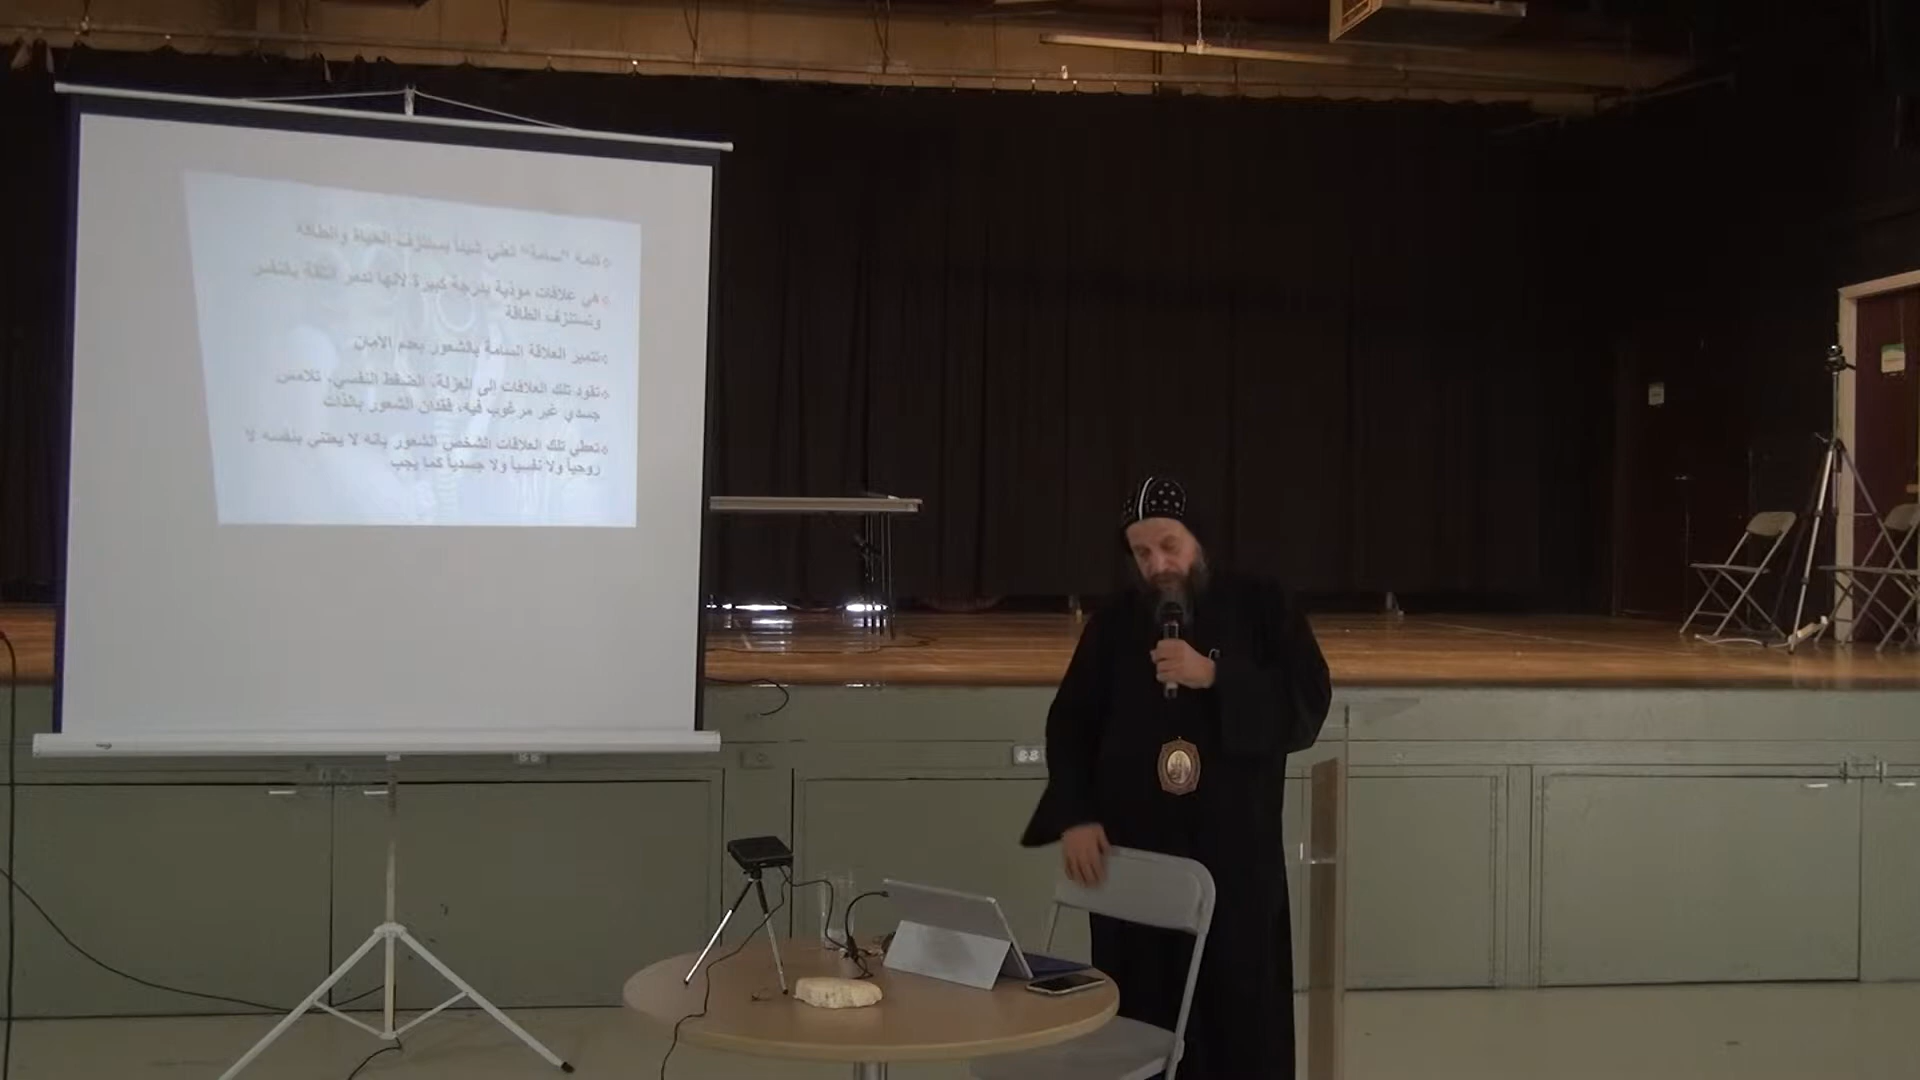 كلمة "سامة" تعني شيئاً يستنزف الحياة والطاقة
هي علاقات مؤذية بدرجة كبيرة لأنها تدمر الثقة بالنفس
وتستنزف الطاقة
تتميز العلاقة السامة بالشعور بعدم الأمان
تقود تلك العلاقات الى العزلة، الضغط النفسي، تلامس
جسدي غير مرغوب فيه، فقدان الشعور بالذات
تعطي تلك العلاقات الشخص الشعور بأنه لا يعتني بنفسه لا
روحياً ولا نفسياً ولا جسدياً كما يجب